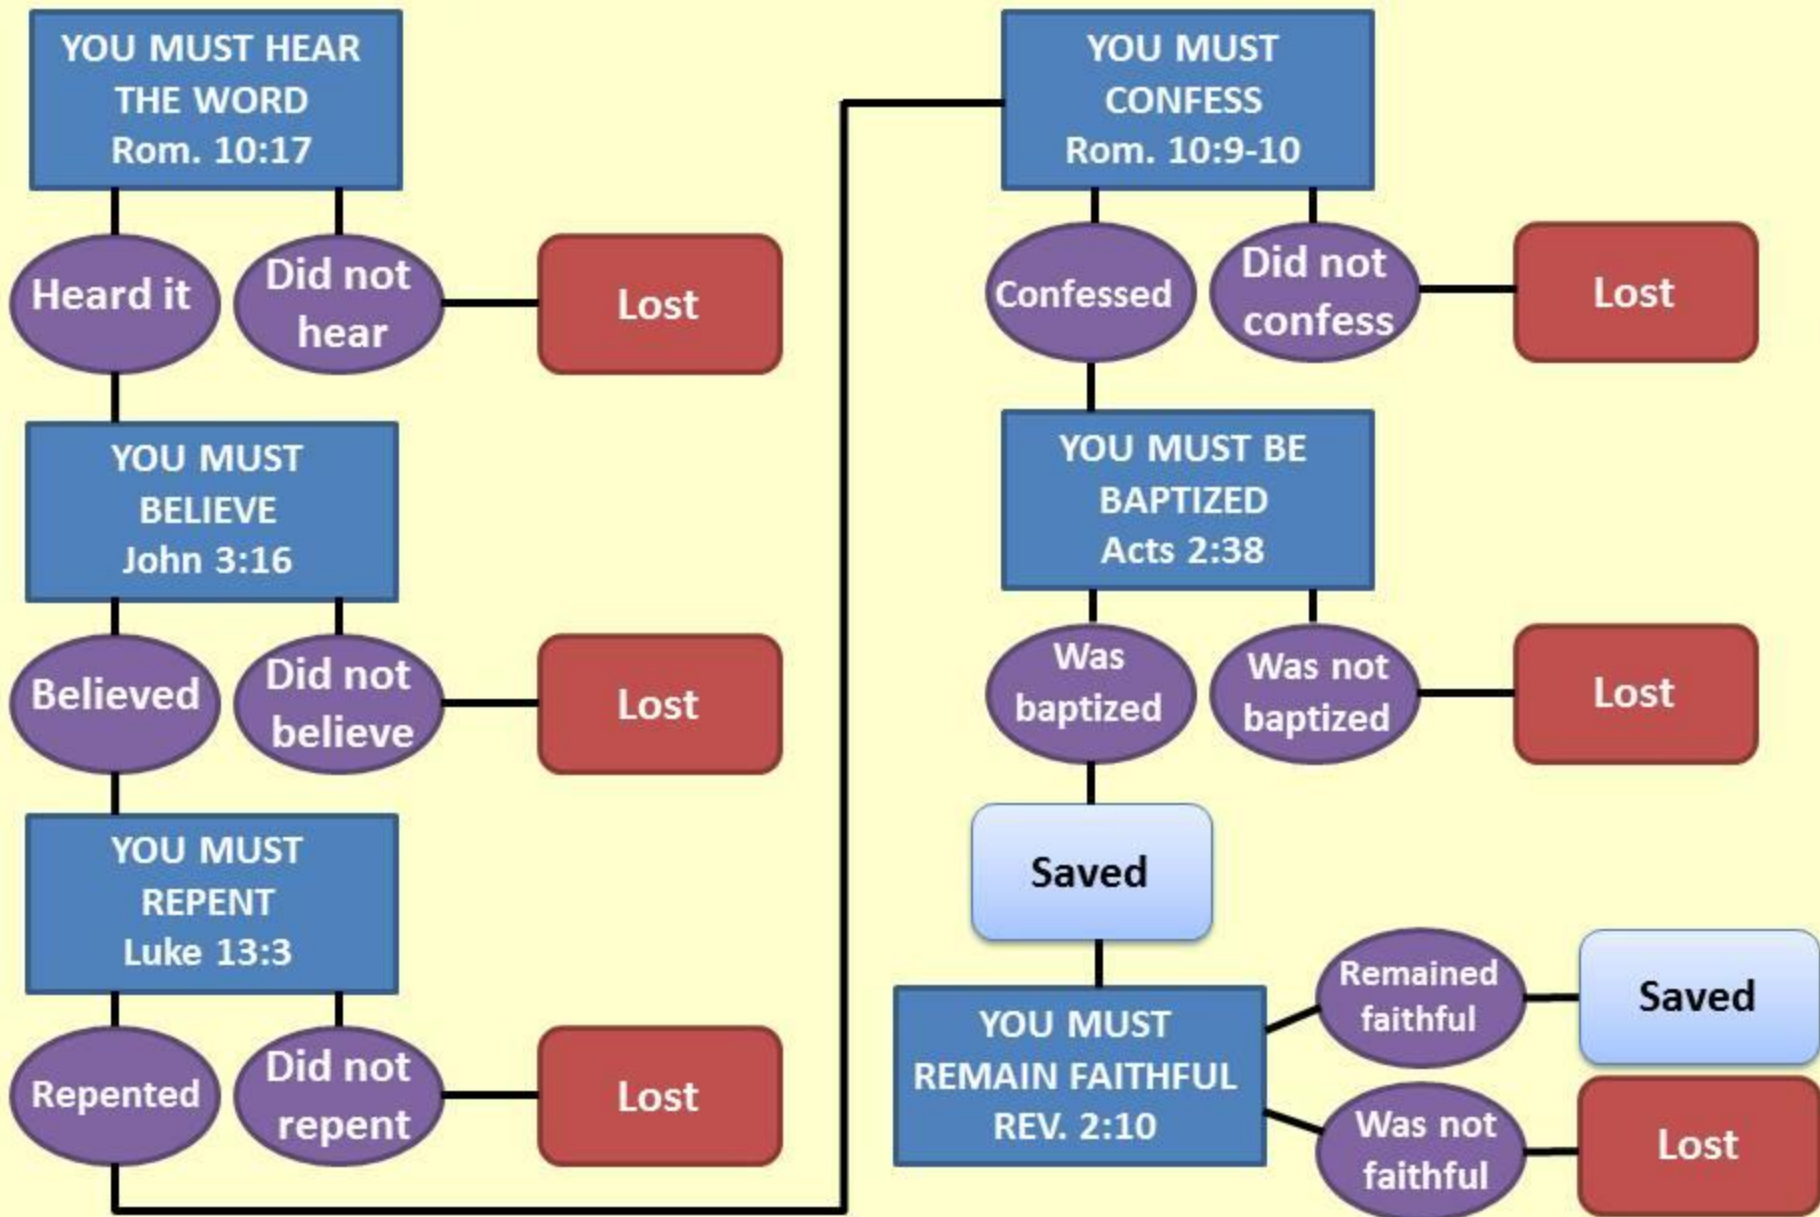 YOU MUST HEAR
THE WORD
Rom. 10:17
Heard it
Did not
hear
Lost
YOU MUST
BELIEVE
John 3:16
Believed
Did not
believe
Lost
YOU MUST
REPENT
Luke 13:3
Repented
Did not
repent
Lost
YOU MUST
CONFESS
Rom. 10:9-10
Confessed
Did not
confess
Lost
YOU MUST BE
BAPTIZED
Acts 2:38
Was
baptized
Was not
baptized
Lost
Saved
YOU MUST
REMAIN FAITHFUL
REV. 2:10
Remained
faithful
Saved
Was not
faithful
Lost